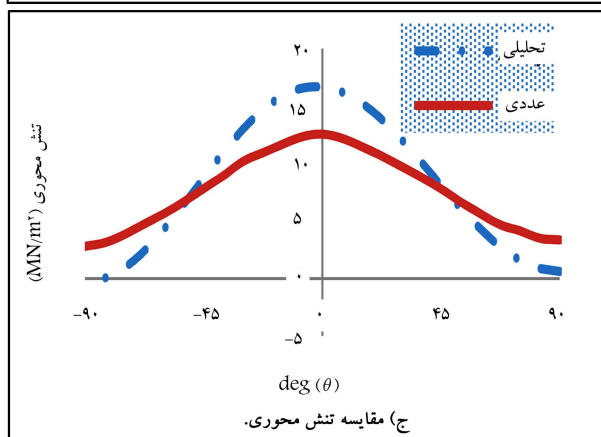 ۲۰
تحلیلی
۱۵
عددی
۱۰
۵
۰
-۵
تنش محوری (MN/m²)
-۹۰ -۴۵ ۰ ۴۵ ۹۰
deg (θ)
ج) مقایسه تنش محوری.